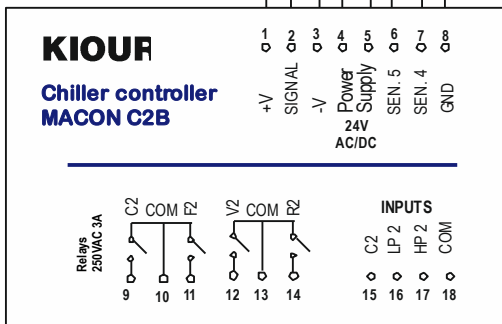 1 2 3 4 5 6 7 8
KIOUR
+V SIGNAL -V Power Supply SEN. 5 SEN. 4 GND
24V
AC/DC
Chiller controller
MACON C2B
Relays
250VAC 3A
C2 COM F2
9 10 11
V2 COM R2
12 13 14
INPUTS
C2 LP 2 HP 2 COM
15 16 17 18